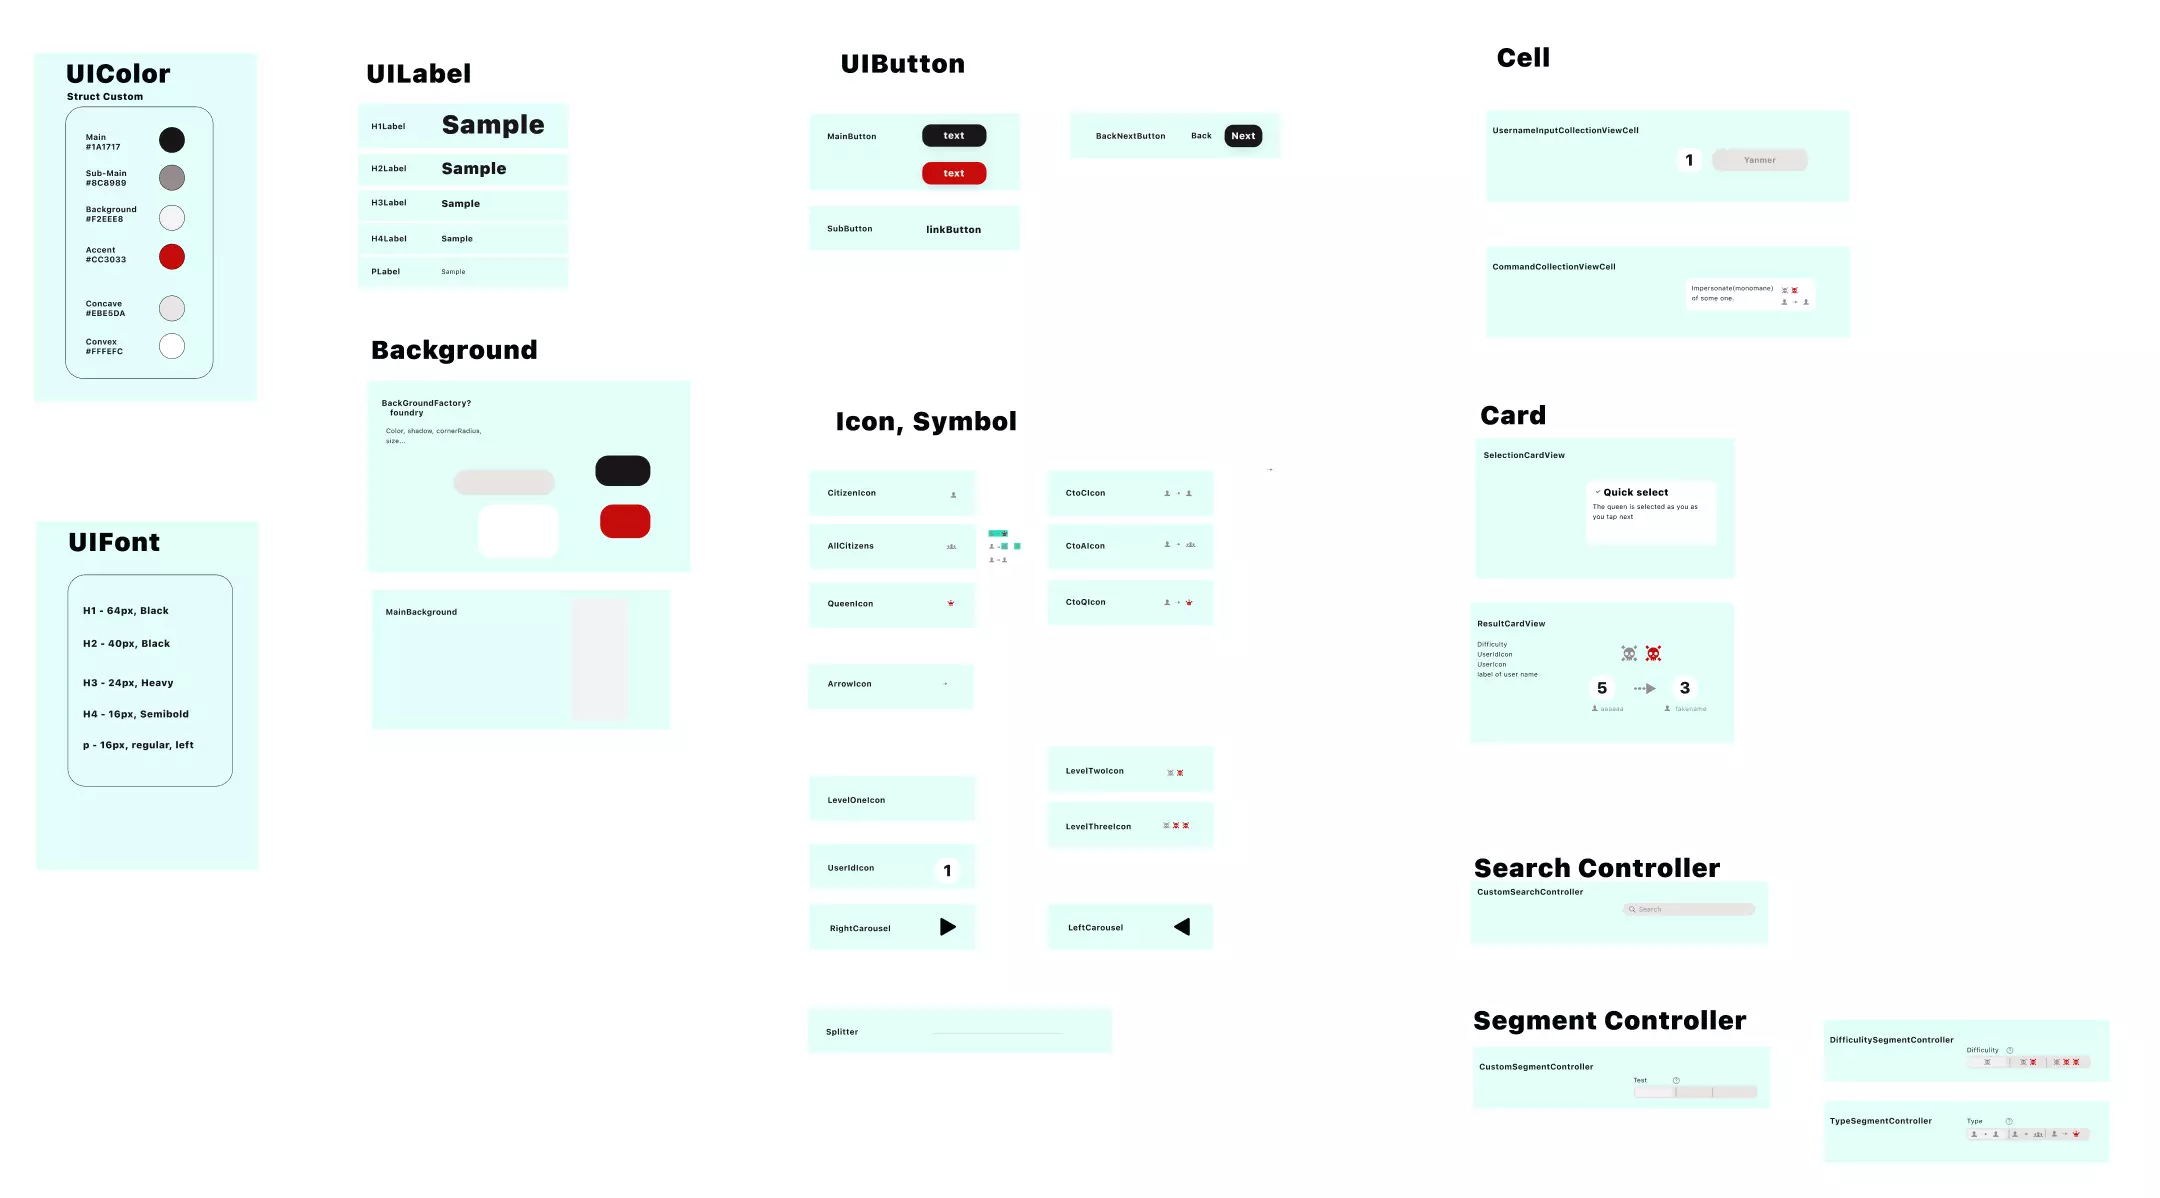 UIColor
Struct Custom
Main
#1A1717
Sub-Main
#8C8989
Background
#F2EEE8
Accent
#CC3033
Concave
#EBE5DA
Convex
#FFFEFC
UIFont
H1 - 64px, Black
H2 - 40px, Black
H3 - 24px, Heavy
H4 - 16px, Semibold
p - 16px, regular, left
UILabel
H1Label Sample
H2Label Sample
H3Label Sample
H4Label Sample
PLabel Sample
Background
BackGroundFactory?
foundry
Color, shadow, cornerRadius,
size...
MainBackground
UIButton
MainButton text
text
SubButton linkButton
BackNextButton Back Next
Icon, Symbol
CitizenIcon
AllCitizens
QueenIcon
ArrowIcon
CtoCIcon
CtoAIcon
CtoQIcon
LevelOneIcon
LevelTwoIcon
LevelThreeIcon
UserIdIcon 1
RightCarousel
LeftCarousel
Splitter
Cell
UsernameInputCollectionViewCell
1 Yanmer
CommandCollectionViewCell
Impersonate(monomane)
of some one.
Card
SelectionCardView
Quick select
The queen is selected as you as
you tap next
ResultCardView
Difficulty
UserIdIcon
UserIcon
label of user name
5 3
aaaaaa fakename
Search Controller
CustomSearchController
Search
Segment Controller
CustomSegmentController
Test
DifficulitySegmentController
Difficulity
TypeSegmentController
Type